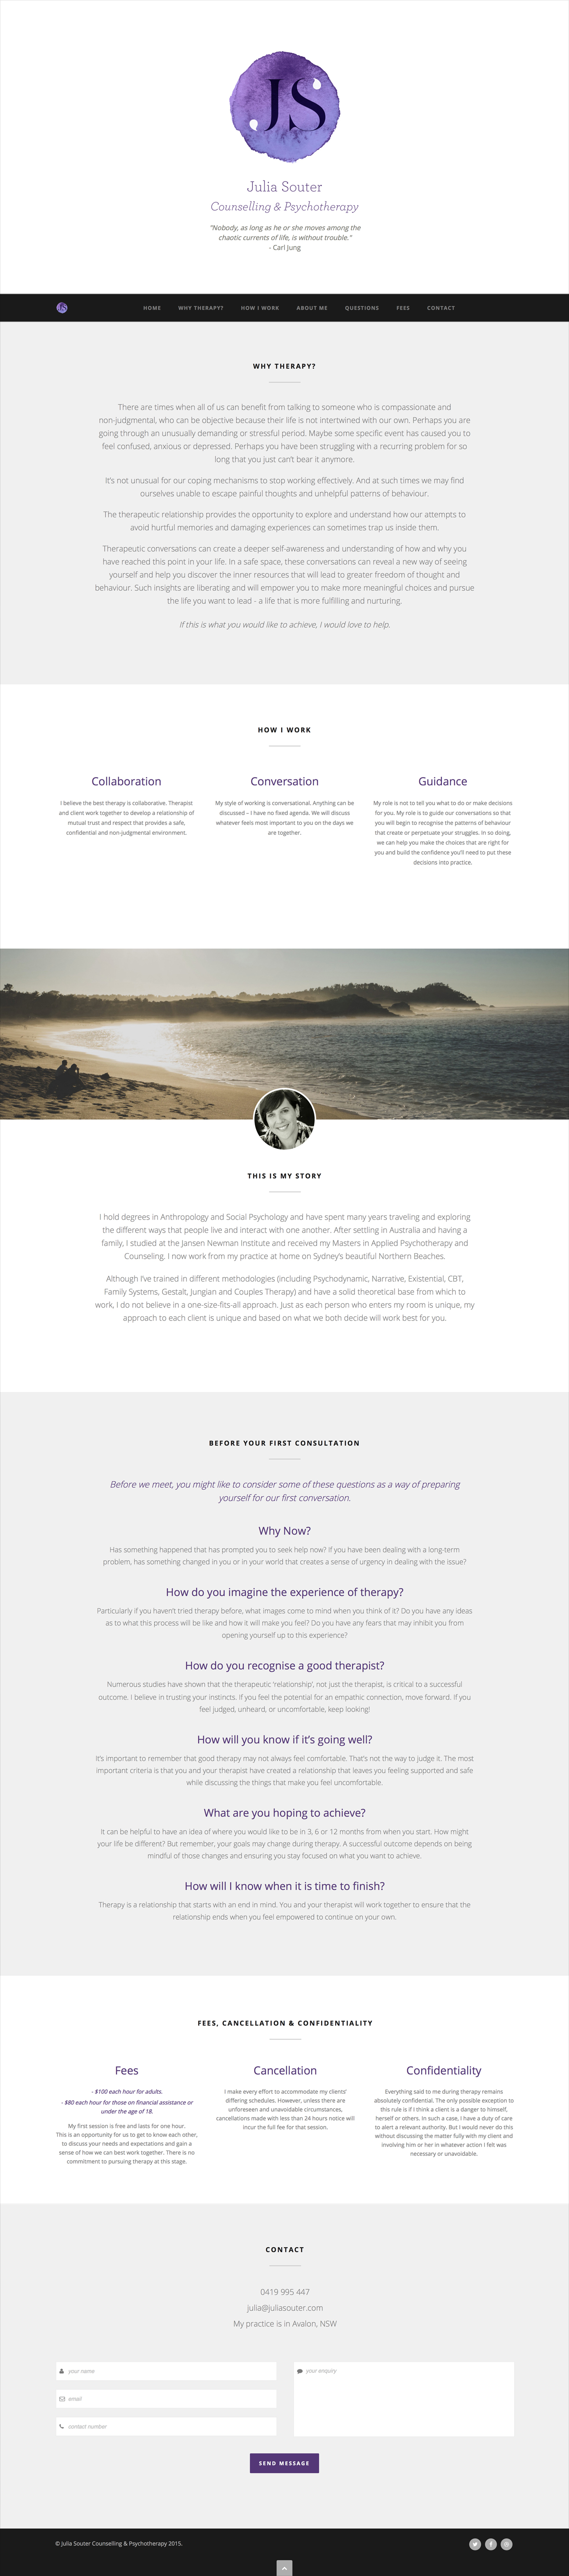 JS
Julia Souter
Counselling & Psychotherapy
"Nobody, as long as he or she moves among the
chaotic currents of life, is without trouble."
- Carl Jung
HOME WHY THERAPY? HOW I WORK ABOUT ME QUESTIONS FEES CONTACT
WHY THERAPY?
There are times when all of us can benefit from talking to someone who is compassionate and
non-judgmental, who can be objective because their life is not intertwined with our own. Perhaps you are
going through an unusually demanding or stressful period. Maybe some specific event has caused you to
feel confused, anxious or depressed. Perhaps you have been struggling with a recurring problem for so
long that you just can't bear it anymore.
It's not unusual for our coping mechanisms to stop working effectively. And at such times we may find
ourselves unable to escape painful thoughts and unhelpful patterns of behaviour.
The therapeutic relationship provides the opportunity to explore and understand how our attempts to
avoid hurtful memories and damaging experiences can sometimes trap us inside them.
Therapeutic conversations can create a deeper self-awareness and understanding of how and why you
have reached this point in your life. In a safe space, these conversations can reveal a new way of seeing
yourself and help you discover the inner resources that will lead to greater freedom of thought and
behaviour. Such insights are liberating and will empower you to make more meaningful choices and pursue
the life you want to lead - a life that is more fulfilling and nurturing.
If this is what you would like to achieve, I would love to help.
HOW I WORK
Collaboration
I believe the best therapy is collaborative. Therapist
and client work together to develop a relationship of
mutual trust and respect that provides a safe,
confidential and non-judgmental environment.
Conversation
My style of working is conversational. Anything can be
discussed – I have no fixed agenda. We will discuss
whatever feels most important to you on the days we
are together.
Guidance
My role is not to tell you what to do or make decisions
for you. My role is to guide our conversations so that
you will begin to recognise the patterns of behaviour
that create or perpetuate your struggles. In so doing,
we can help you make the choices that are right for
you and build the confidence you'll need to put these
decisions into practice.
THIS IS MY STORY
I hold degrees in Anthropology and Social Psychology and have spent many years traveling and exploring
the different ways that people live and interact with one another. After settling in Australia and having a
family, I studied at the Jansen Newman Institute and received my Masters in Applied Psychotherapy and
Counseling. I now work from my practice at home on Sydney's beautiful Northern Beaches.
Although I've trained in different methodologies (including Psychodynamic, Narrative, Existential, CBT,
Family Systems, Gestalt, Jungian and Couples Therapy) and have a solid theoretical base from which to
work, I do not believe in a one-size-fits-all approach. Just as each person who enters my room is unique, my
approach to each client is unique and based on what we both decide will work best for you.
BEFORE YOUR FIRST CONSULTATION
Before we meet, you might like to consider some of these questions as a way of preparing
yourself for our first conversation.
Why Now?
Has something happened that has prompted you to seek help now? If you have been dealing with a long-term
problem, has something changed in you or in your world that creates a sense of urgency in dealing with the issue?
How do you imagine the experience of therapy?
Particularly if you haven't tried therapy before, what images come to mind when you think of it? Do you have any ideas
as to what this process will be like and how it will make you feel? Do you have any fears that may inhibit you from
opening yourself up to this experience?
How do you recognise a good therapist?
Numerous studies have shown that the therapeutic 'relationship', not just the therapist, is critical to a successful
outcome. I believe in trusting your instincts. If you feel the potential for an empathic connection, move forward. If you
feel judged, unheard, or uncomfortable, keep looking!
How will you know if it's going well?
It's important to remember that good therapy may not always feel comfortable. That's not the way to judge it. The most
important criteria is that you and your therapist have created a relationship that leaves you feeling supported and safe
while discussing the things that make you feel uncomfortable.
What are you hoping to achieve?
It can be helpful to have an idea of where you would like to be in 3, 6 or 12 months from when you start. How might
your life be different? But remember, your goals may change during therapy. A successful outcome depends on being
mindful of those changes and ensuring you stay focused on what you want to achieve.
How will I know when it is time to finish?
Therapy is a relationship that starts with an end in mind. You and your therapist will work together to ensure that the
relationship ends when you feel empowered to continue on your own.
FEES, CANCELLATION & CONFIDENTIALITY
Fees
- $100 each hour for adults.
- $80 each hour for those on financial assistance or
under the age of 18.
My first session is free and lasts for one hour.
This is an opportunity for us to get to know each other,
to discuss your needs and expectations and gain a
sense of how we can best work together. There is no
commitment to pursuing therapy at this stage.
Cancellation
I make every effort to accommodate my clients'
differing schedules. However, unless there are
unforeseen and unavoidable circumstances,
cancellations made with less than 24 hours notice will
incur the full fee for that session.
Confidentiality
Everything said to me during therapy remains
absolutely confidential. The only possible exception to
this rule is if I think a client is a danger to himself,
herself or others. In such a case, I have a duty of care
to alert a relevant authority. But I would never do this
without discussing the matter fully with my client and
involving him or her in whatever action I felt was
necessary or unavoidable.
CONTACT
0419 995 447
julia@juliasouter.com
My practice is in Avalon, NSW
your name
email
contact number
your enquiry
SEND MESSAGE
© Julia Souter Counselling & Psychotherapy 2015.